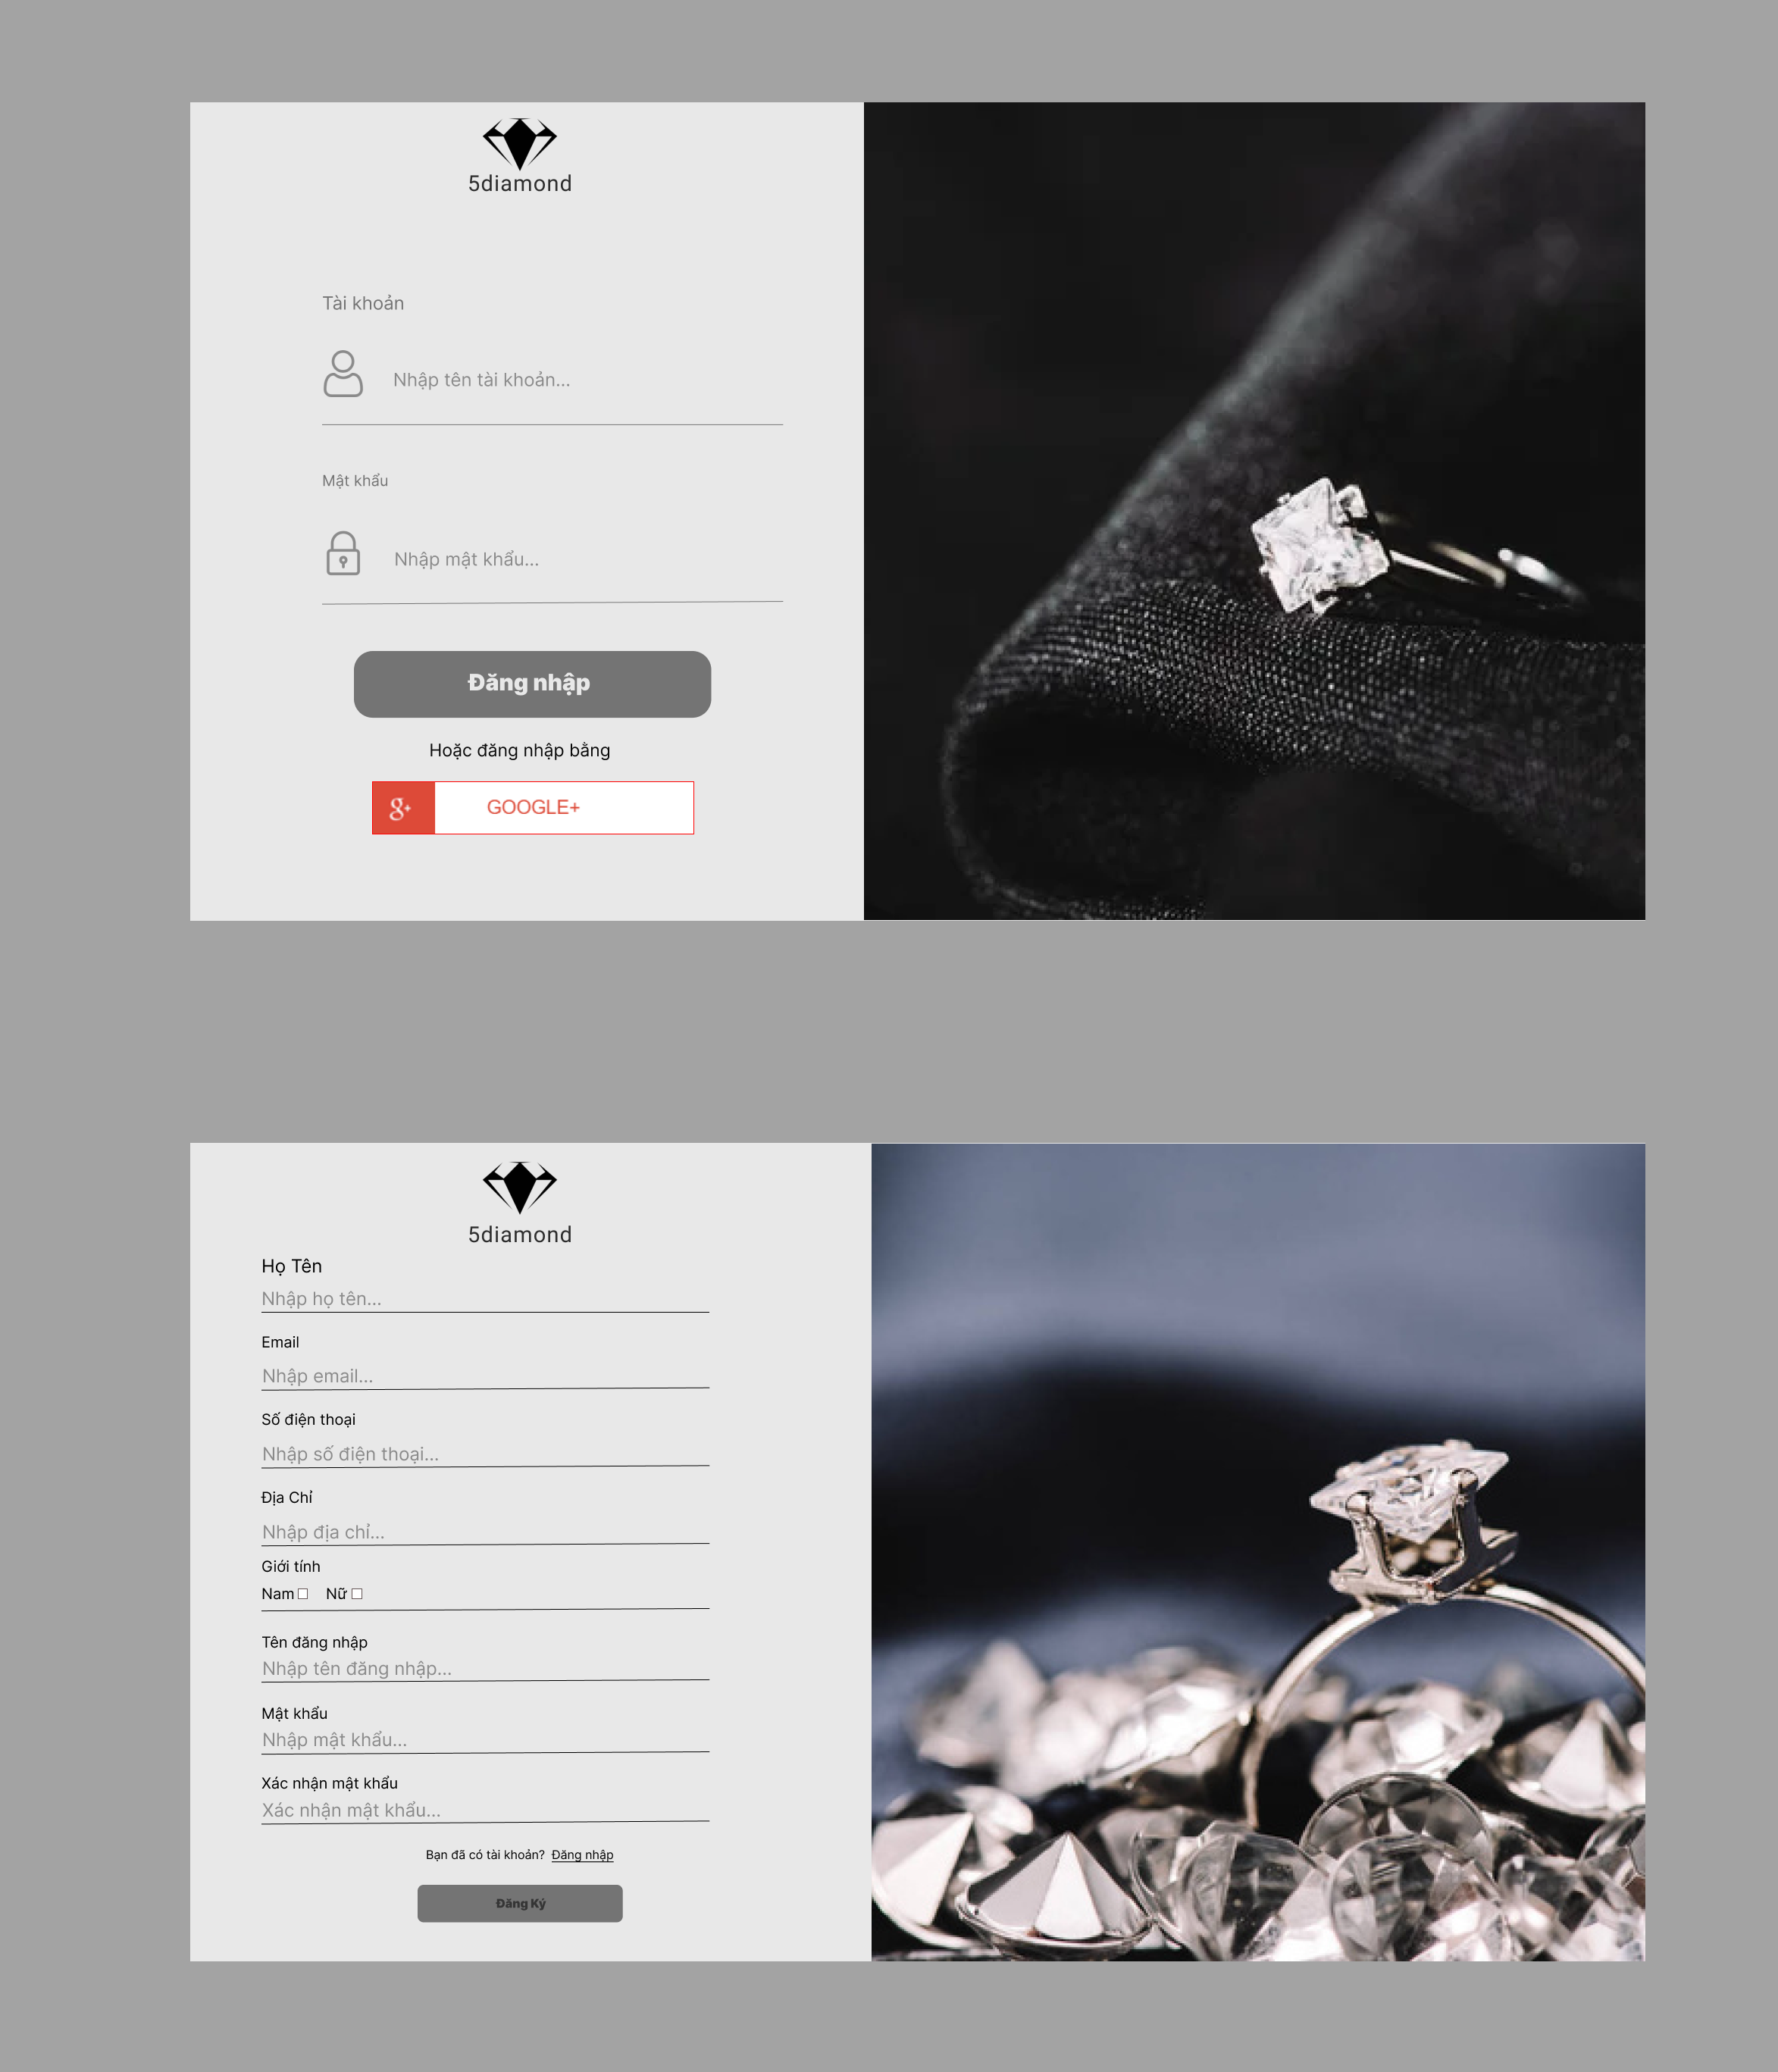 5diamond
Tài khoản
Nhập tên tài khoản...
Mật khẩu
Nhập mật khẩu...
Đăng nhập
Hoặc đăng nhập bằng
g+ GOOGLE+
5diamond
Họ Tên
Nhập họ tên...
Email
Nhập email...
Số điện thoại
Nhập số điện thoại...
Địa Chỉ
Nhập địa chỉ...
Giới tính
Nam Nữ
Tên đăng nhập
Nhập tên đăng nhập...
Mật khẩu
Nhập mật khẩu...
Xác nhận mật khẩu
Xác nhận mật khẩu...
Bạn đã có tài khoản? Đăng nhập
Đăng Ký